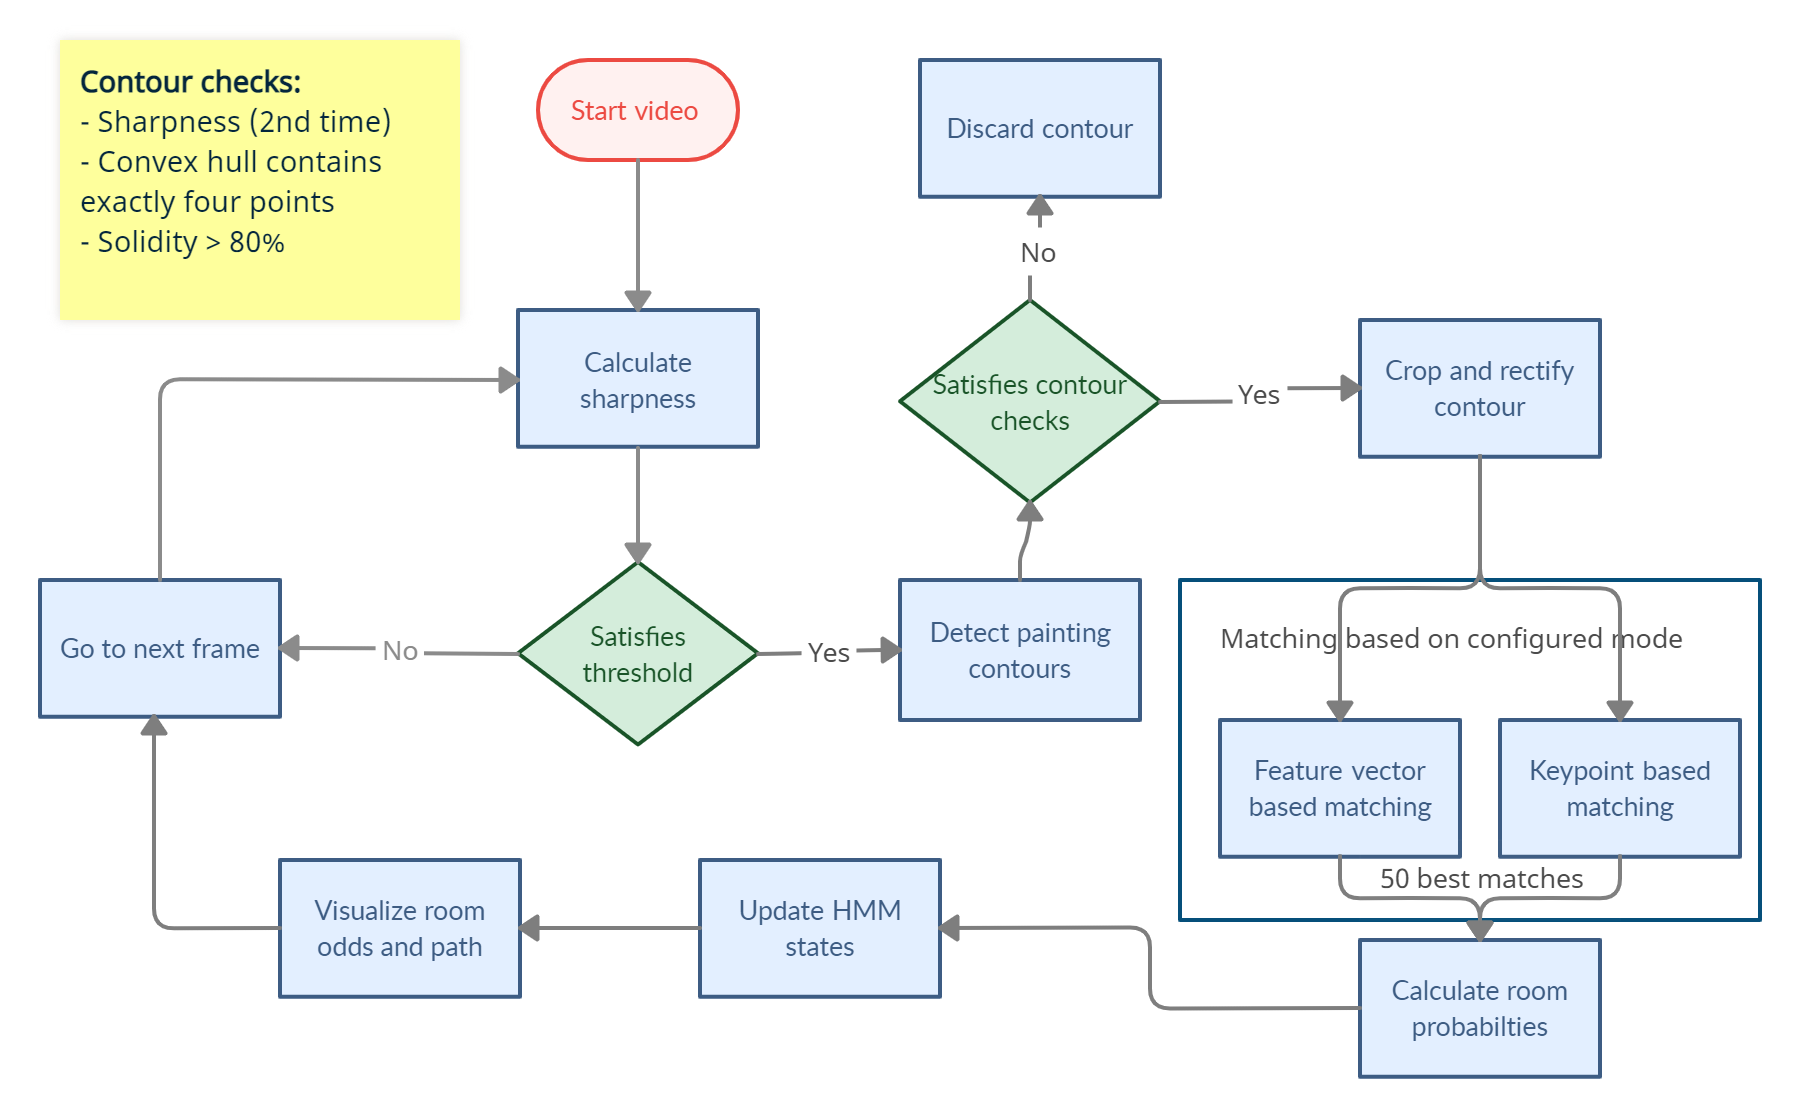 Contour checks:
- Sharpness (2nd time)
- Convex hull contains
exactly four points
- Solidity > 80%
Start video
Discard contour
No
Calculate
sharpness
Satisfies contour
checks
Yes
Crop and rectify
contour
Go to next frame
No
Satisfies
threshold
Yes
Detect painting
contours
Matching based on configured mode
Feature vector
based matching
Keypoint based
matching
50 best matches
Visualize room
odds and path
Update HMM
states
Calculate room
probabilties